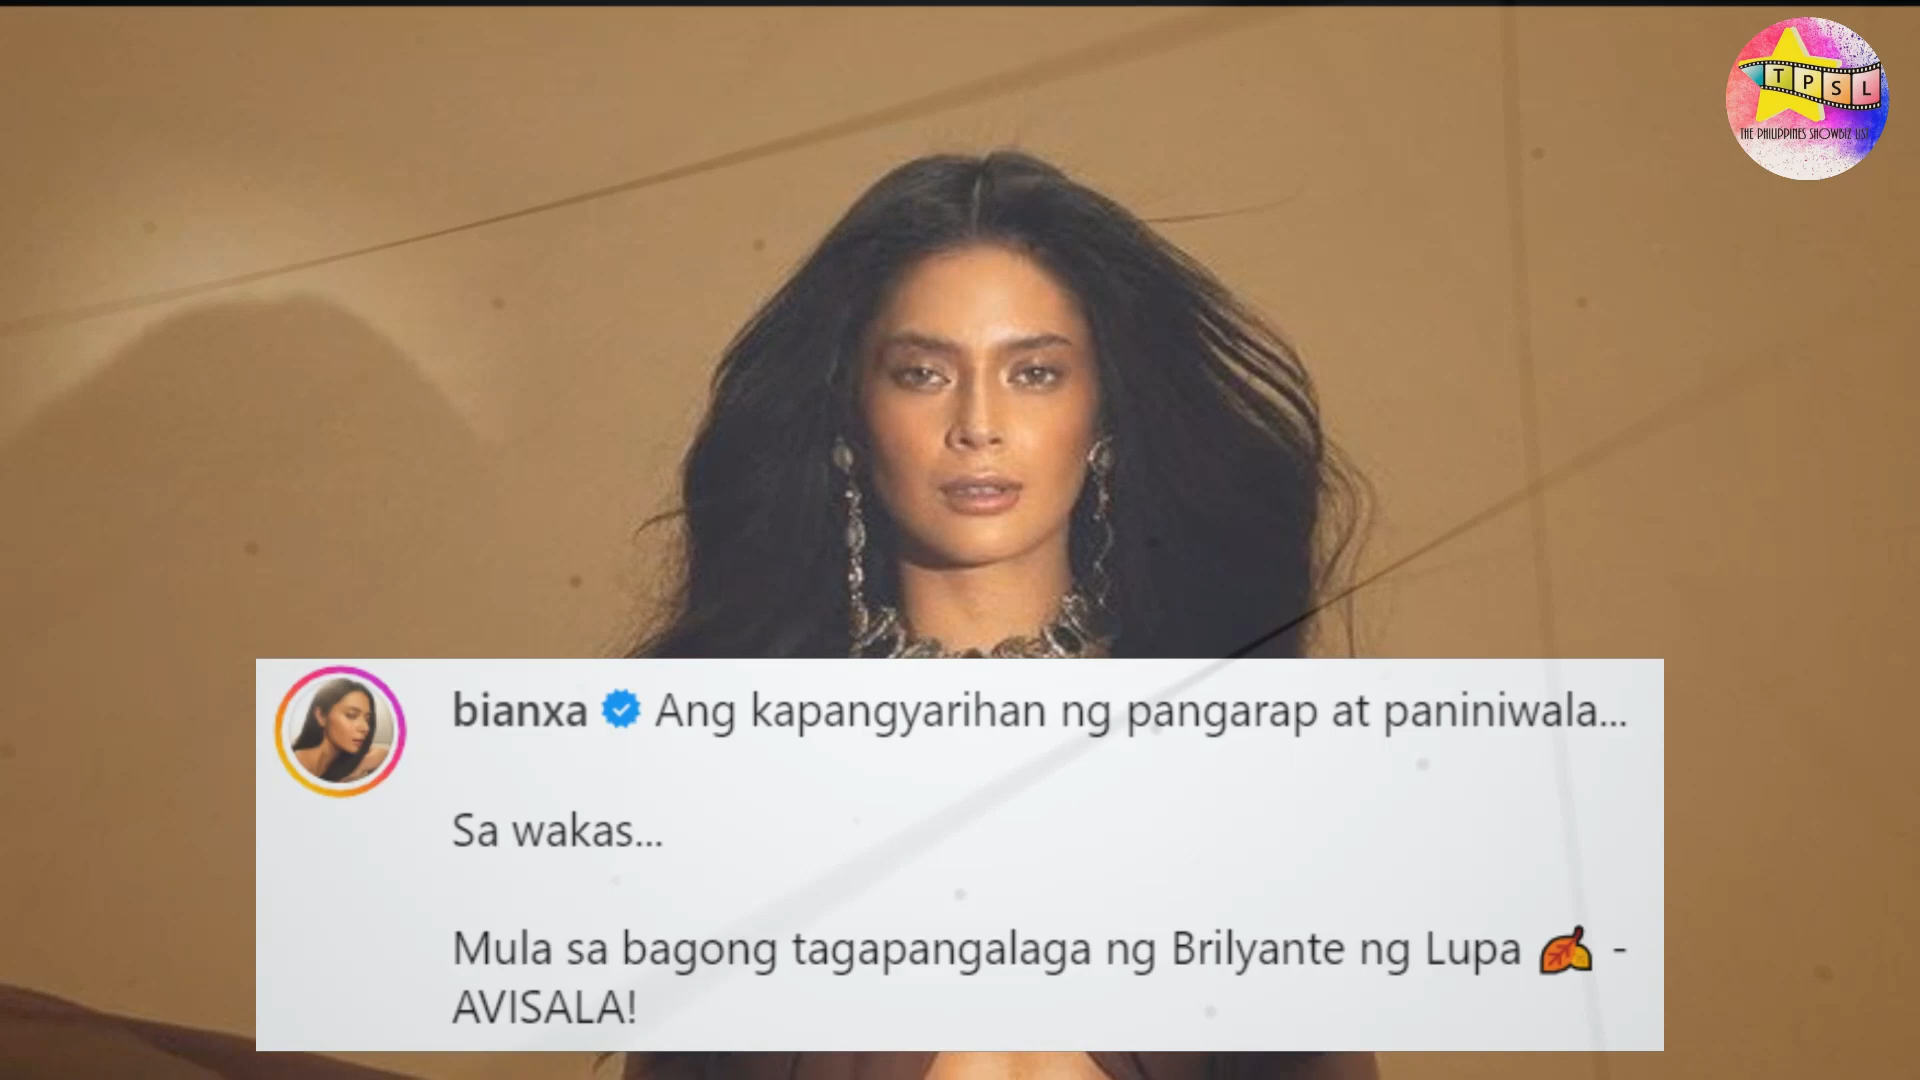 T P S L
THE PHILIPPINES SHOWBIZ LIST
bianxa Ang kapangyarihan ng pangarap at paniniwala...
Sa wakas...
Mula sa bagong tagapangalaga ng Brilyante ng Lupa 🍂 -
AVISALA!